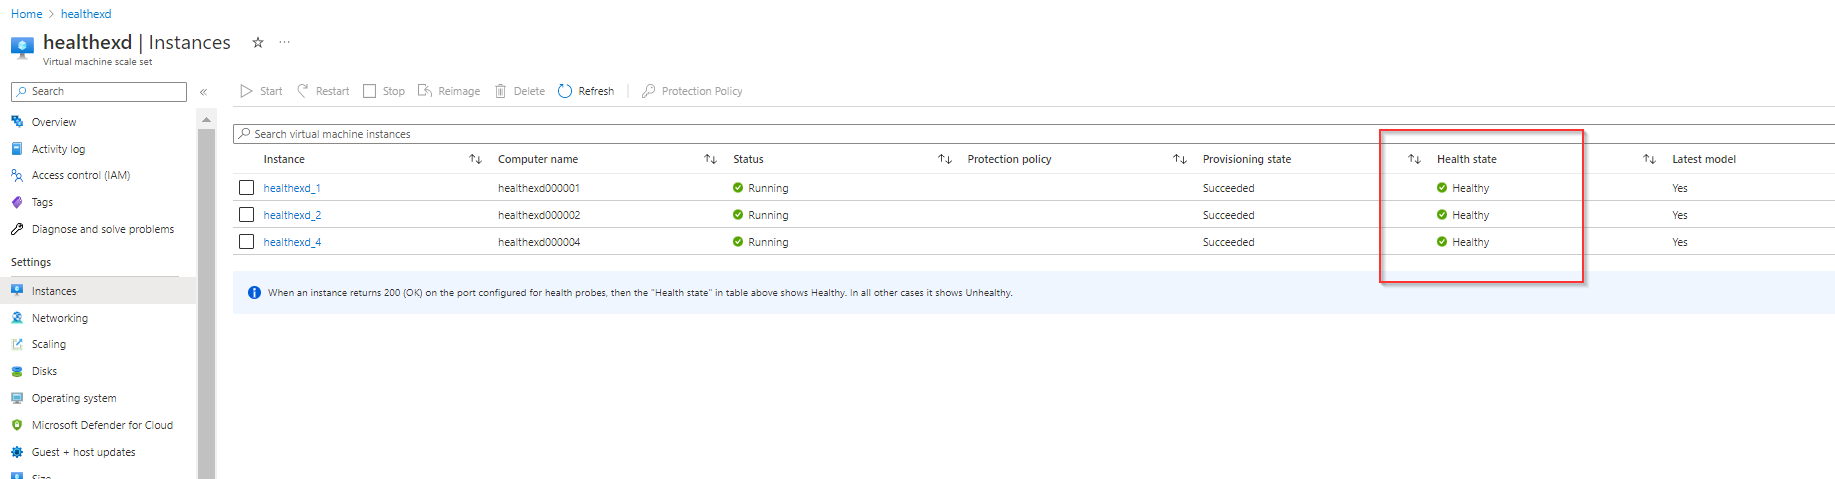 Home > healthexd
healthexd | Instances
Virtual machine scale set
Search
Start Restart Stop Reimage Delete Refresh Protection Policy
Overview
Activity log
Access control (IAM)
Tags
Diagnose and solve problems
Settings
Instances
Networking
Scaling
Disks
Operating system
Microsoft Defender for Cloud
Guest + host updates
Size
Search virtual machine instances
Instance Computer name Status Protection policy Provisioning state Health state Latest model
healthexd_1 healthexd000001 Running Succeeded Healthy Yes
healthexd_2 healthexd000002 Running Succeeded Healthy Yes
healthexd_4 healthexd000004 Running Succeeded Healthy Yes
When an instance returns 200 (OK) on the port configured for health probes, then the "Health state" in table above shows Healthy. In all other cases it shows Unhealthy.